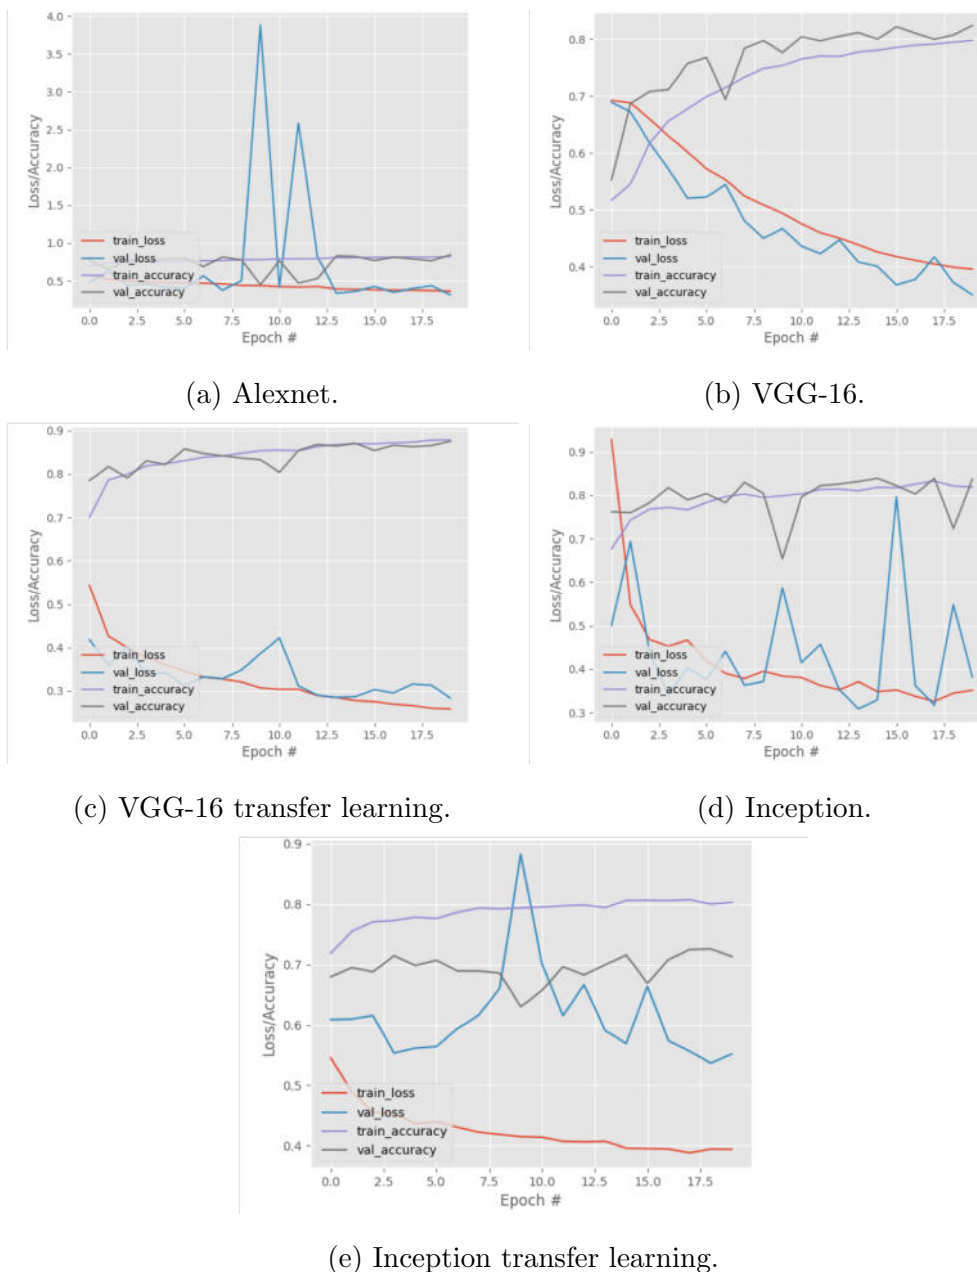 4.0
3.5
3.0
2.5
2.0
1.5
1.0
0.5
Loss/Accuracy
train_loss
val_loss
train_accuracy
val_accuracy
0.0 2.5 5.0 7.5 10.0 12.5 15.0 17.5
Epoch #
(a) Alexnet.
0.8
0.7
0.6
0.5
0.4
Loss/Accuracy
train_loss
val_loss
train_accuracy
val_accuracy
0.0 2.5 5.0 7.5 10.0 12.5 15.0 17.5
Epoch #
(b) VGG-16.
0.9
0.8
0.7
0.6
0.5
0.4
0.3
Loss/Accuracy
train_loss
val_loss
train_accuracy
val_accuracy
0.0 2.5 5.0 7.5 10.0 12.5 15.0 17.5
Epoch #
(c) VGG-16 transfer learning.
0.9
0.8
0.7
0.6
0.5
0.4
0.3
Loss/Accuracy
train_loss
val_loss
train_accuracy
val_accuracy
0.0 2.5 5.0 7.5 10.0 12.5 15.0 17.5
Epoch #
(d) Inception.
0.9
0.8
0.7
0.6
0.5
0.4
Loss/Accuracy
train_loss
val_loss
train_accuracy
val_accuracy
0.0 2.5 5.0 7.5 10.0 12.5 15.0 17.5
Epoch #
(e) Inception transfer learning.